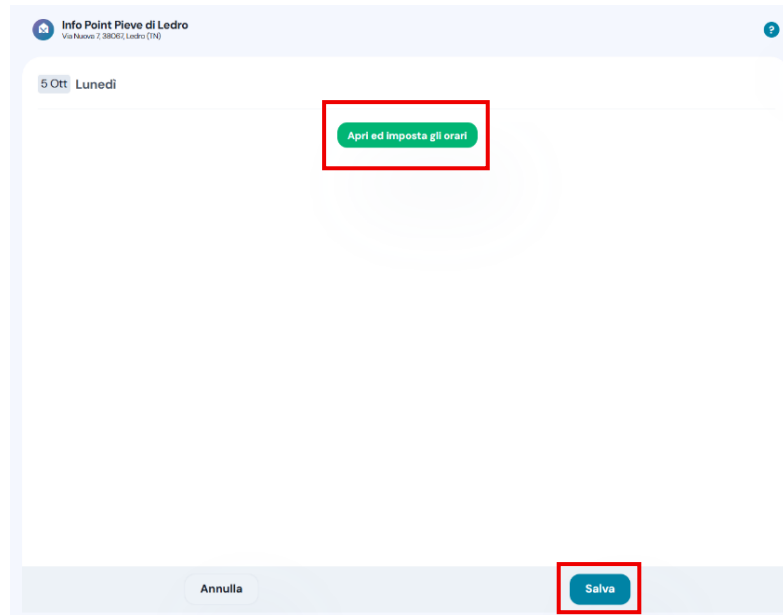 Info Point Pieve di Ledro
Via Nuova 7, 38067, Ledro (TN)
?
5 Ott Lunedì
Apri ed imposta gli orari
Annulla
Salva